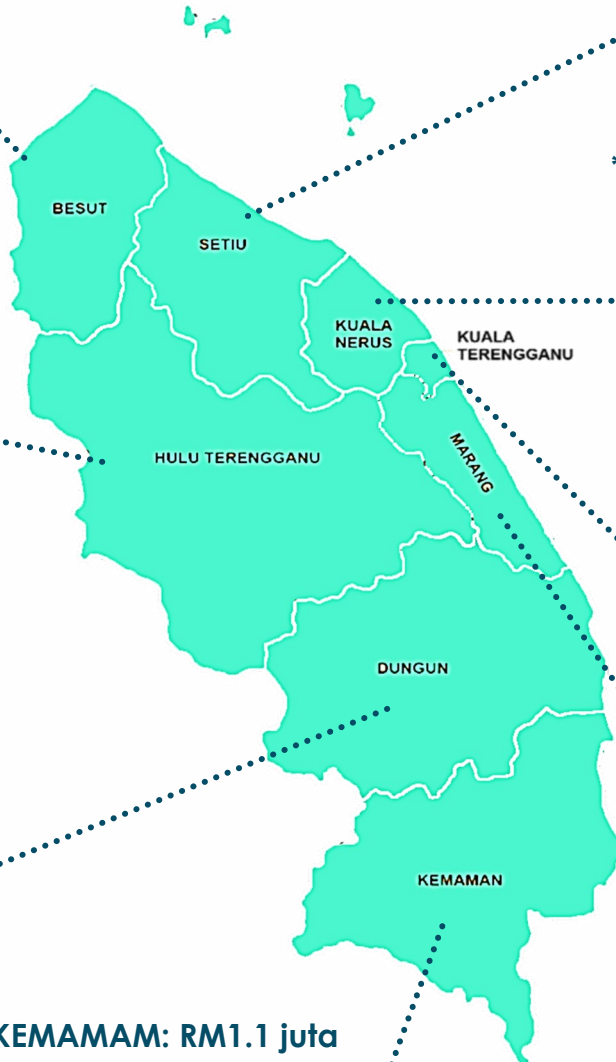 BESUT
SETIU
KUALA
NERUS
KUALA
TERENGGANU
HULU TERENGGANU
MARANG
DUNGUN
KEMAMAN
KEMAMAM: RM1.1 juta